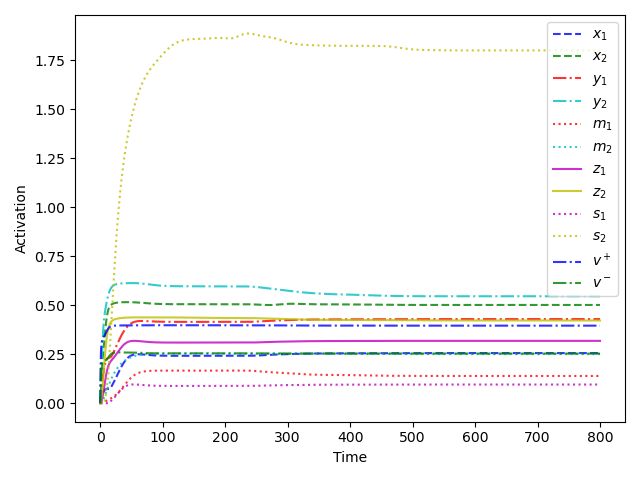 1.75
1.50
1.25
1.00
0.75
0.50
0.25
0.00
Activation
0
100
200
300
400
500
600
700
800
Time
x₁
x₂
y₁
y₂
m₁
m₂
z₁
z₂
s₁
s₂
v⁺
v⁻